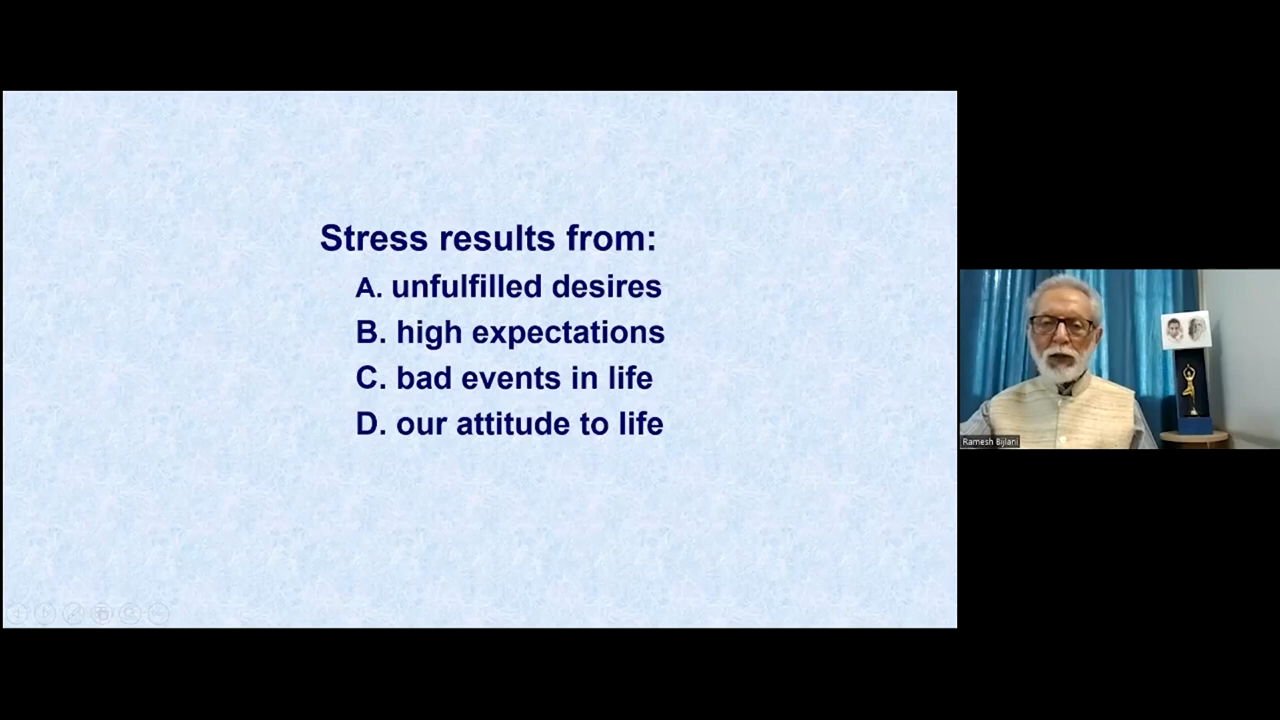 Stress results from:
A. unfulfilled desires
B. high expectations
C. bad events in life
D. our attitude to life
Ramesh Bijlani